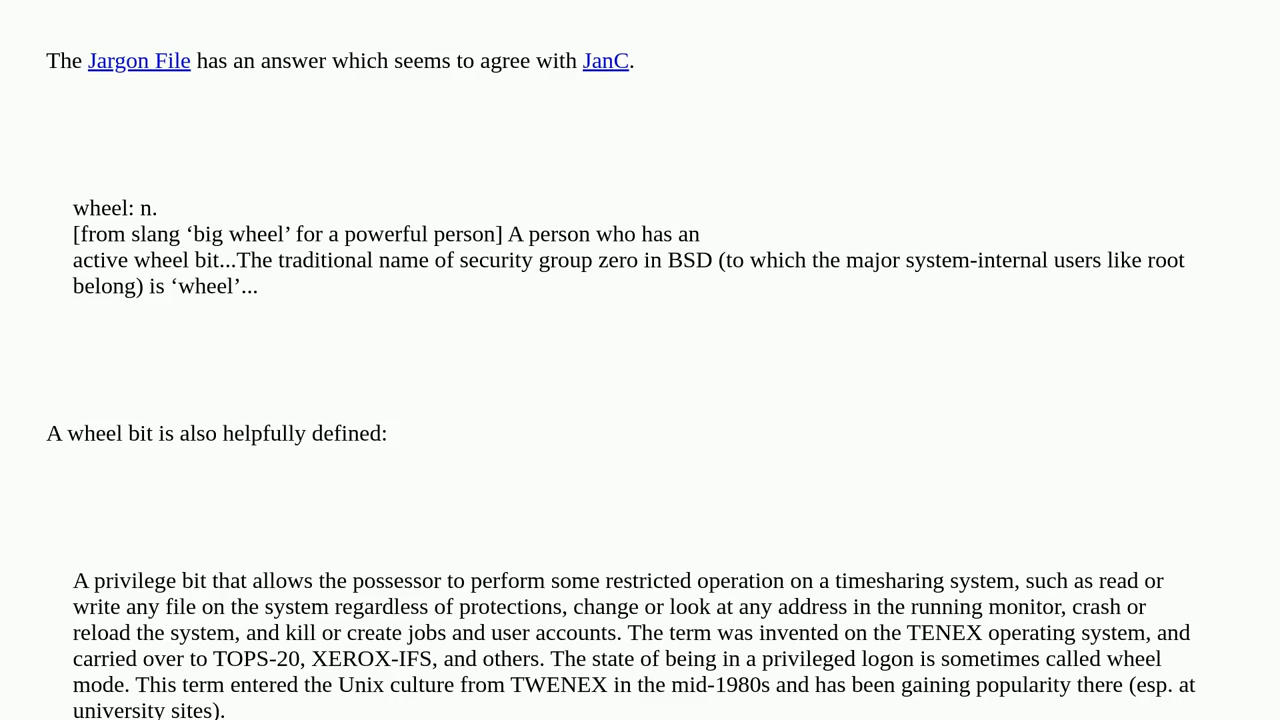 The Jargon File has an answer which seems to agree with JanC.
wheel: n.
[from slang ‘big wheel’ for a powerful person] A person who has an
active wheel bit...The traditional name of security group zero in BSD (to which the major system-internal users like root
belong) is ‘wheel’...
A wheel bit is also helpfully defined:
A privilege bit that allows the possessor to perform some restricted operation on a timesharing system, such as read or
write any file on the system regardless of protections, change or look at any address in the running monitor, crash or
reload the system, and kill or create jobs and user accounts. The term was invented on the TENEX operating system, and
carried over to TOPS-20, XEROX-IFS, and others. The state of being in a privileged logon is sometimes called wheel
mode. This term entered the Unix culture from TWENEX in the mid-1980s and has been gaining popularity there (esp. at
university sites).